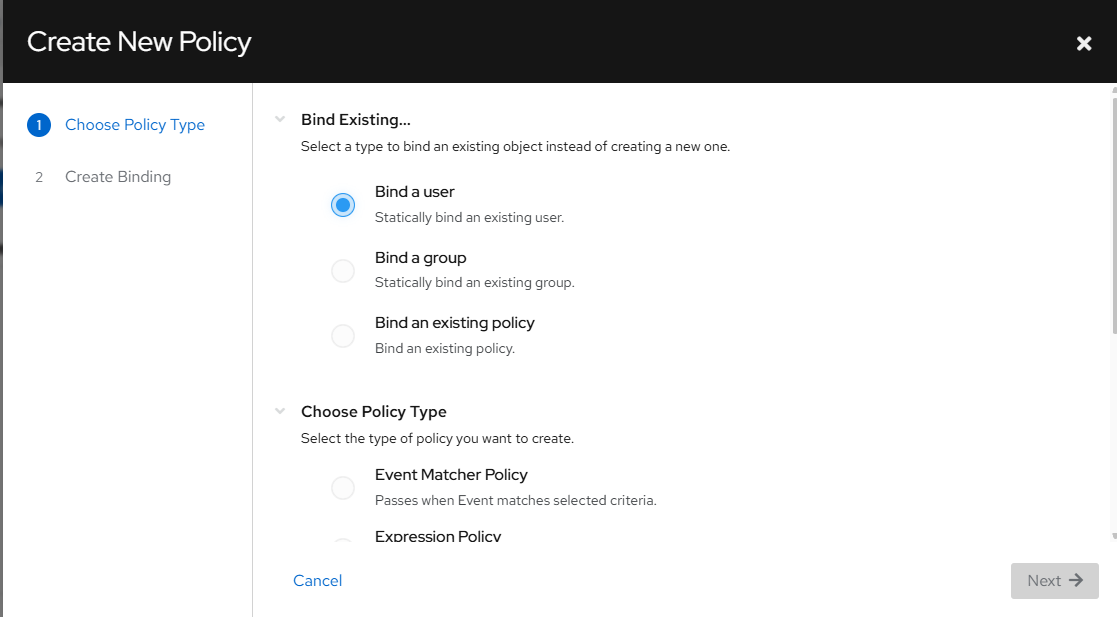 Create New Policy
1 Choose Policy Type
2 Create Binding
Bind Existing...
Select a type to bind an existing object instead of creating a new one.
Bind a user
Statically bind an existing user.
Bind a group
Statically bind an existing group.
Bind an existing policy
Bind an existing policy.
Choose Policy Type
Select the type of policy you want to create.
Event Matcher Policy
Passes when Event matches selected criteria.
Expression Policy
Cancel
Next